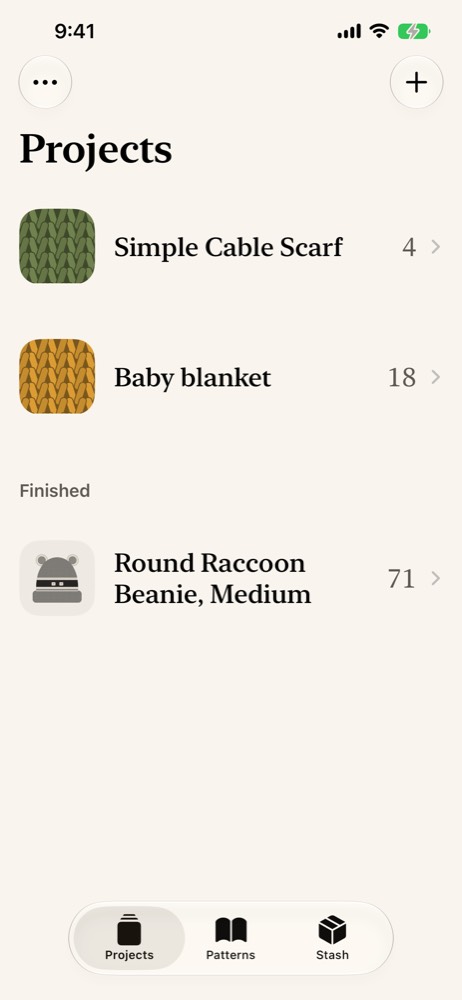 9:41
Projects
Simple Cable Scarf 4
Baby blanket 18
Finished
Round Raccoon
Beanie, Medium 71
Projects Patterns Stash